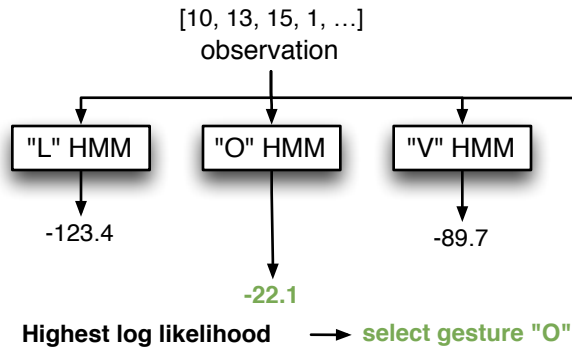 [10, 13, 15, 1, ...]
observation
"L" HMM "O" HMM "V" HMM
-123.4 -89.7
-22.1
Highest log likelihood select gesture "O"